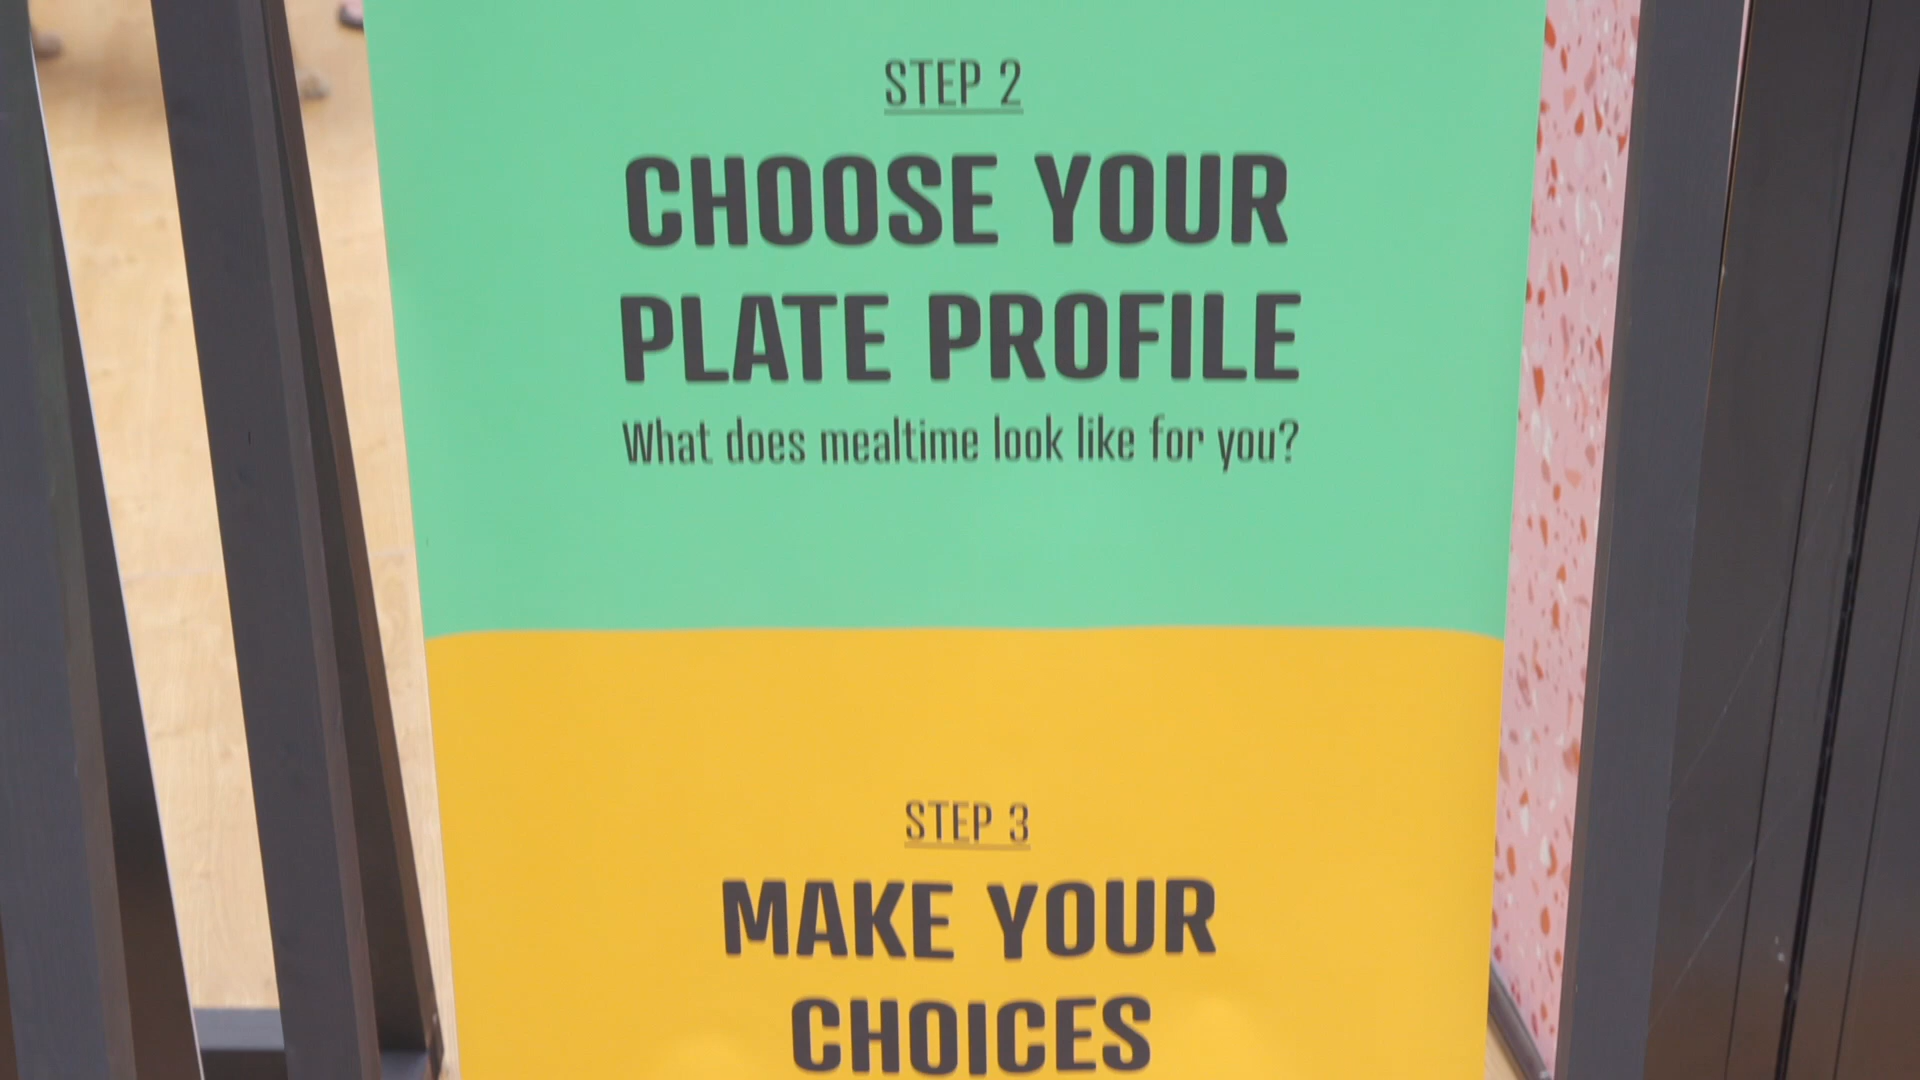 STEP 2
CHOOSE YOUR
PLATE PROFILE
What does mealtime look like for you?
STEP 3
MAKE YOUR
CHOICES